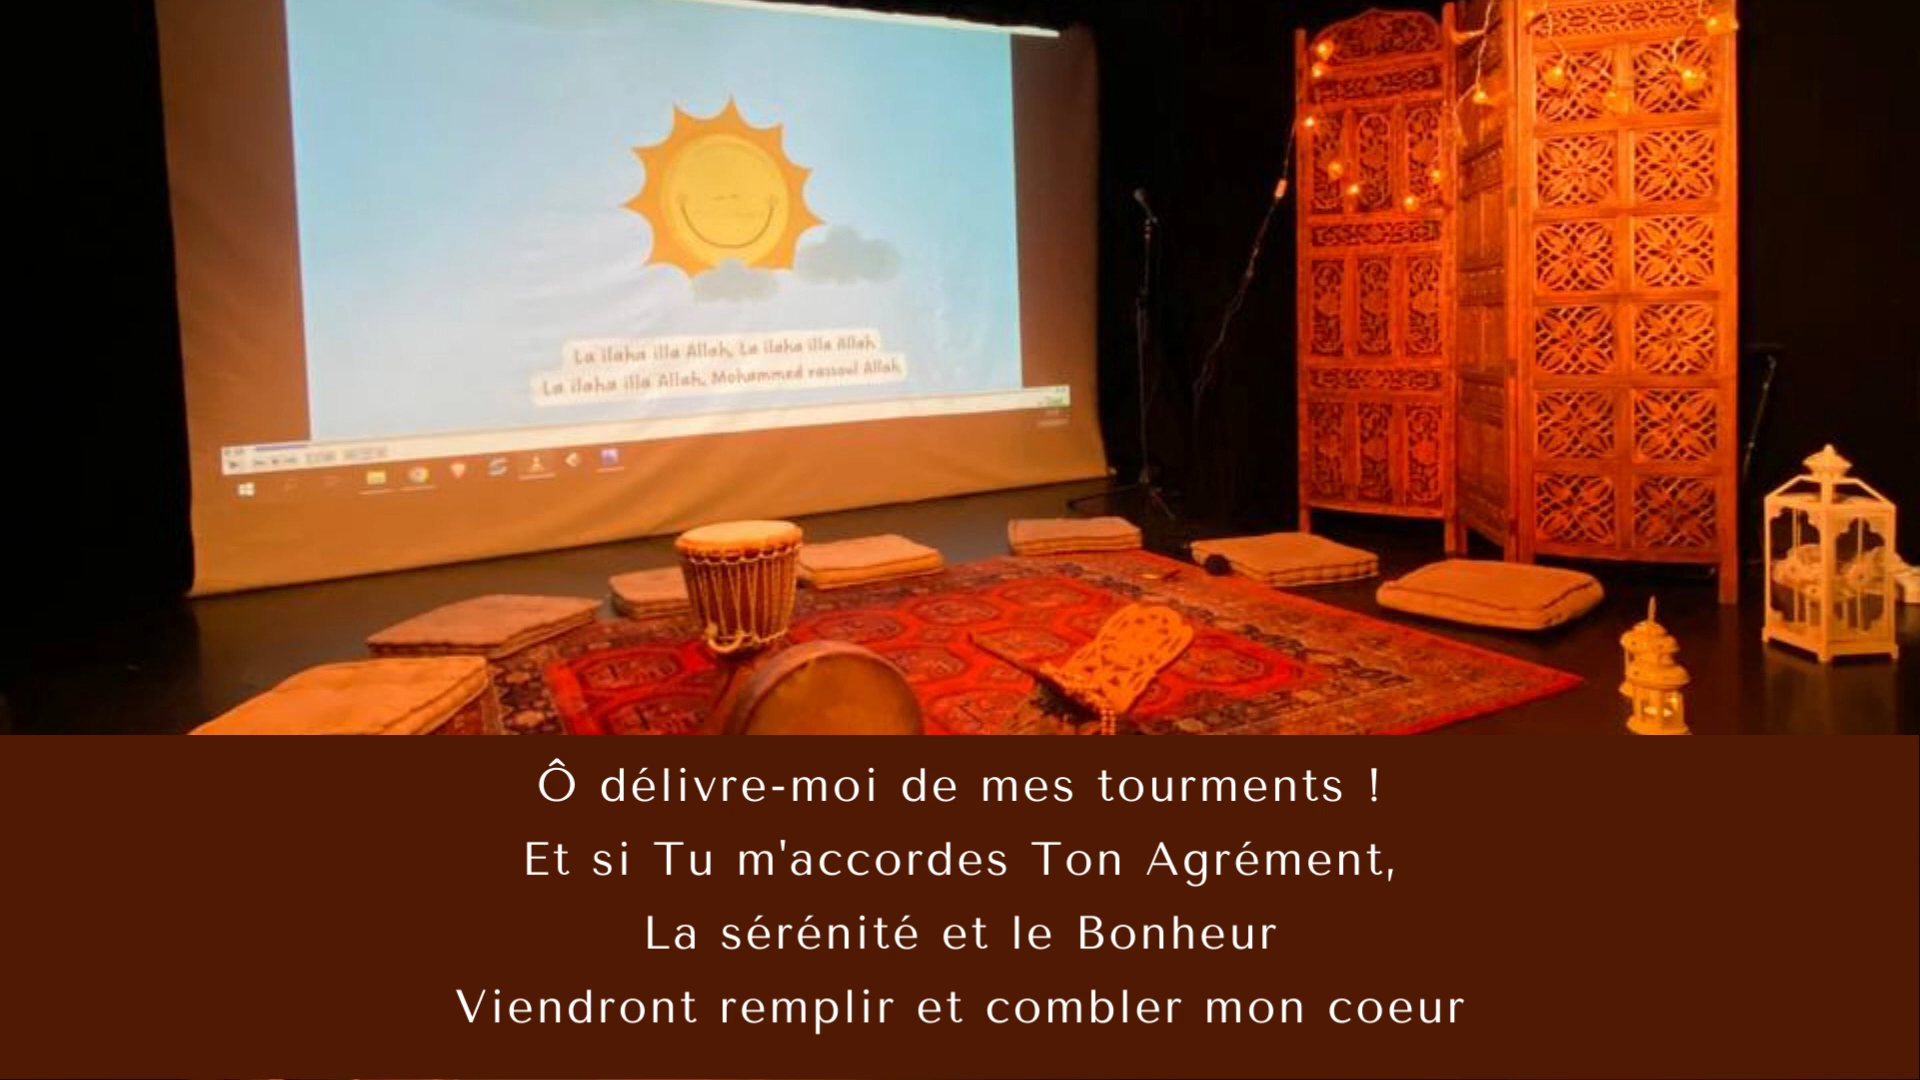 La ilaha illa Allah, La ilaha illa Allah
La ilaha illa Allah, Mohammed rassoul Allah
Ô délivre-moi de mes tourments !
Et si Tu m'accordes Ton Agrément,
La sérénité et le Bonheur
Viendront remplir et combler mon coeur